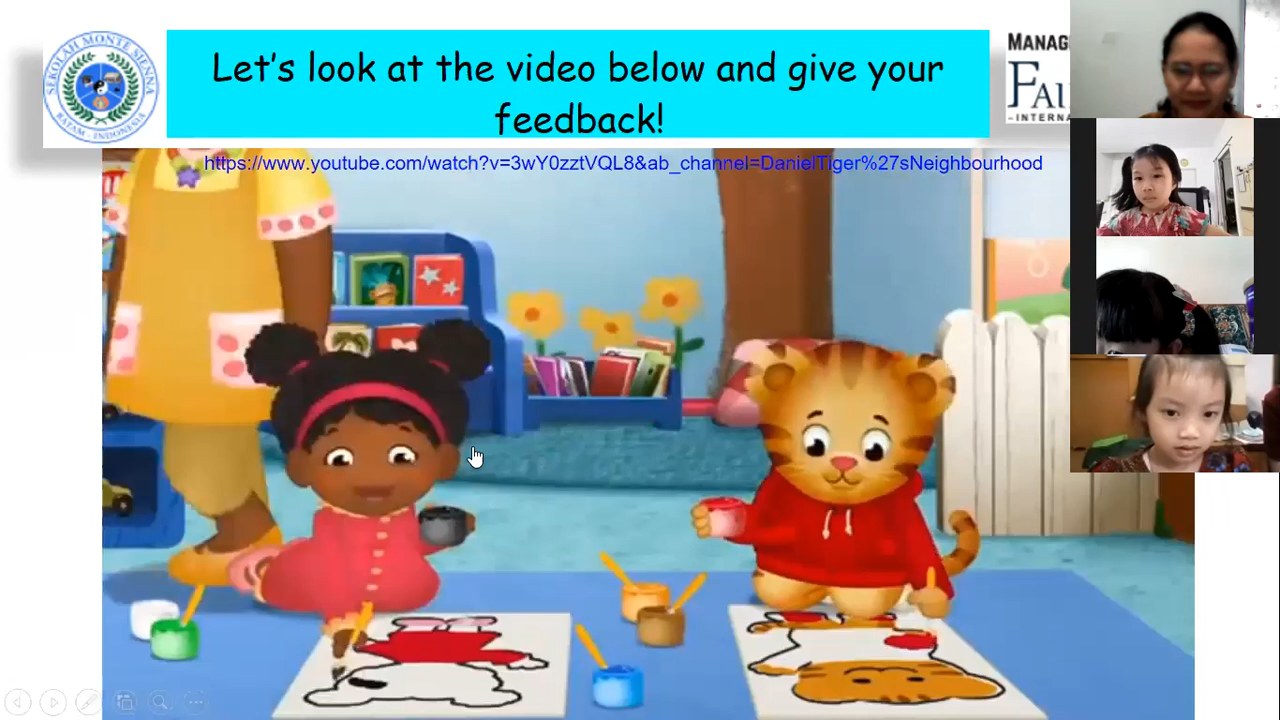 Let's look at the video below and give your
feedback!
https://www.youtube.com/watch?v=3wY0zztVQL8&ab_channel=DanielTiger%27sNeighbourhood
SEKOLAH MONTE SIENNA
BATAM - INDONESIA
MANAG
FAI
-INTERNA